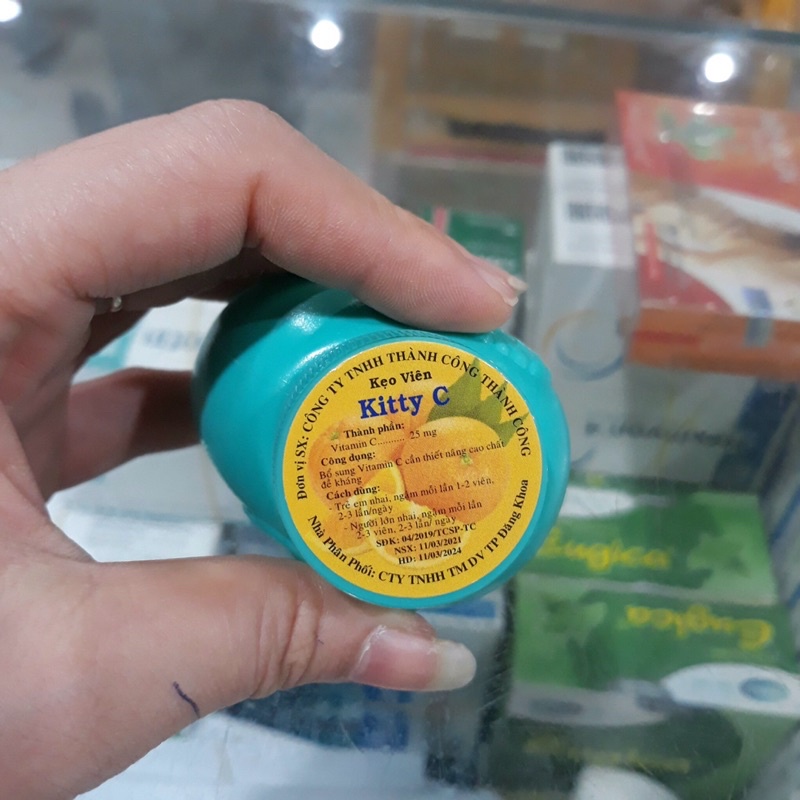 Đơn vị SX: CÔNG TY TNHH THÀNH CÔNG THÀNH CÔNG
Kẹo Viên
Kitty C
Thành phần:
Vitamin C.......... 25 mg
Công dụng:
Bổ sung Vitamin C cần thiết nâng cao chất
đề kháng
Cách dùng:
- Trẻ em nhai, ngậm mỗi lần 1-2 viên,
2-3 lần/ngày
- Người lớn nhai, ngậm mỗi lần
2-3 viên, 2-3 lần/ ngày
SĐK: 04/2019/TCSP-TC
NSX: 11/03/2021
HD: 11/03/2024
Nhà Phân Phối: CTY TNHH TM DV TP Đăng Khoa
Eugica
Eugica